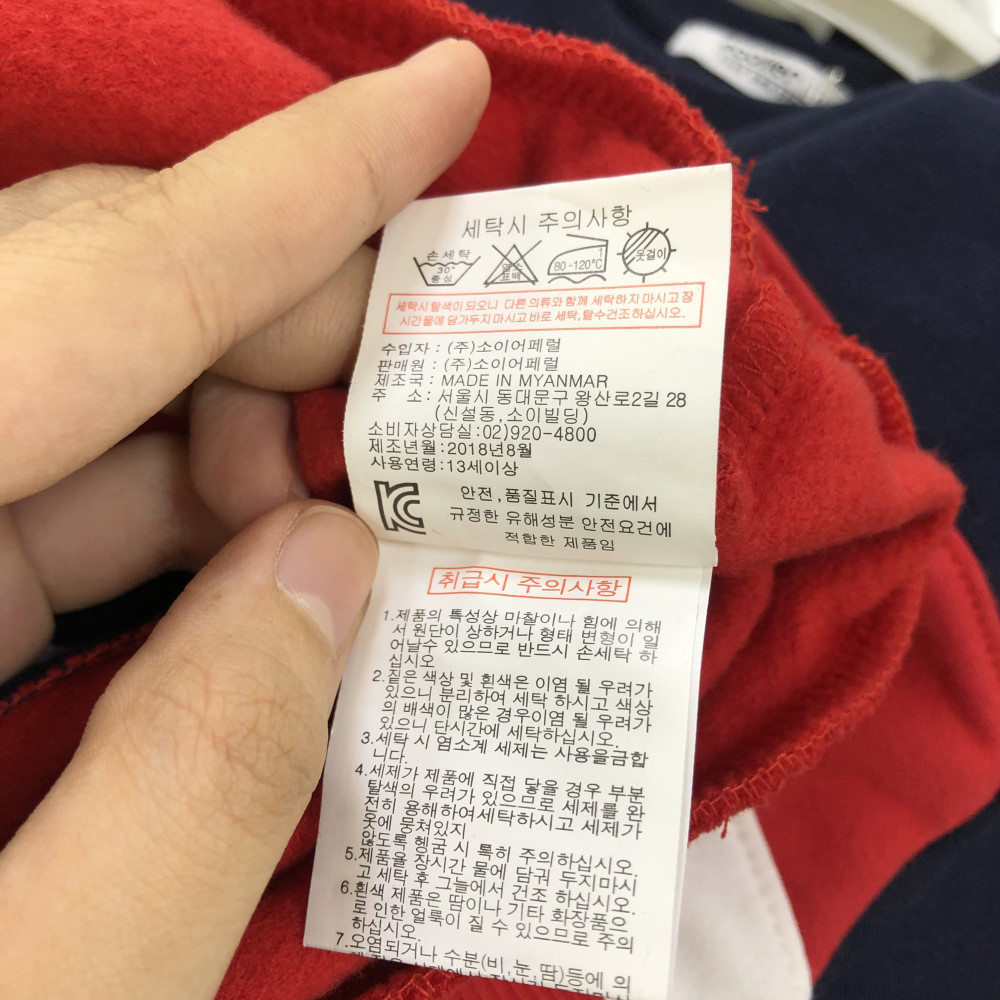 세탁시 주의사항
손세탁
30°
중성
염소
표백
80~120℃
옷걸이
세탁시탈색이되오니 다른의류와함께 세탁하지마시고장
시간물에담가두지마시고바로 세탁,탈수건조하십시오.
수입자 : (주)소이어페럴
판매원 : (주)소이어페럴
제조국 : MADE IN MYANMAR
주 소 : 서울시 동대문구 왕산로2길 28
(신설동,소이빌딩)
소비자상담실:02)920-4800
제조년월:2018년8월
사용연령:13세이상
안전,품질표시 기준에서
규정한 유해성분 안전요건에
적합한 제품임
취급시 주의사항
1.제품의 특성상 마찰이나 힘에 의해
서 원단이 상하거나 형태 변형이 일
어날수 있으므로 반드시 손세탁 하
십시오
2.짙은 색상 및 흰색은 이염 될 우려가
있으니 분리하여 세탁 하시고 색상
의 배색이 많은 경우이염 될 우려가
있으니 단시간에 세탁하십시오.
3.세탁 시 염소계 세제는 사용을금합
니다.
4.세제가 제품에 직접 닿을 경우 부분
탈색의 우려가 있으므로 세제를 완
전히 용해하여세탁하시고 세제가
옷에 뭉쳐있지
않도록 헹굼 시 특히 주의하십시오.
5.제품을 장시간 물에 담궈 두지마시
고 세탁 후 그늘에서 건조 하십시오.
6.흰색 제품은 땀이나 기타 화장품으
로 인한 얼룩이 질 수 있으므로 주의
하십시오.
7.오염되거나 수분(비,눈,땀)등에 의